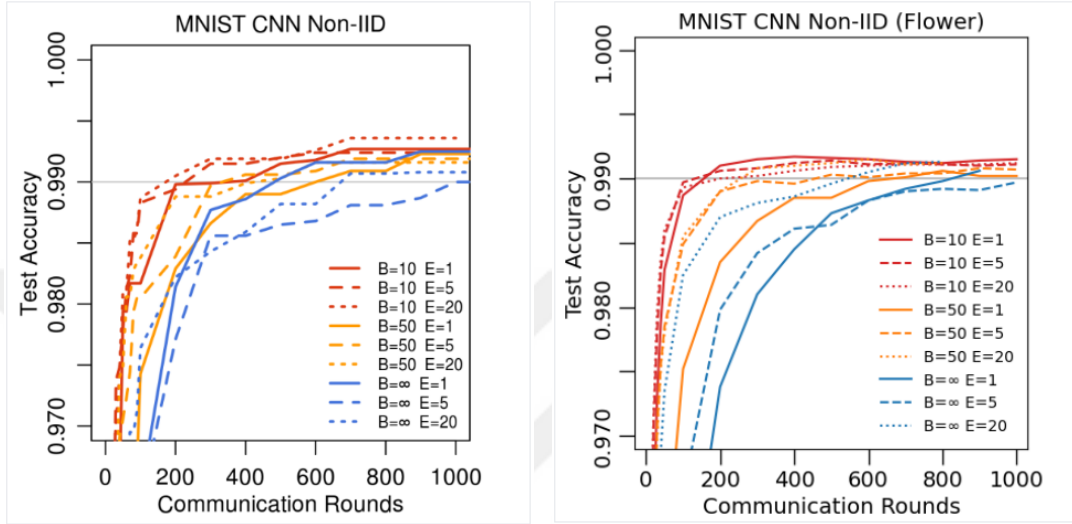 MNIST CNN Non-IID
Test Accuracy
1.000
0.990
0.980
0.970
B=10 E=1
B=10 E=5
B=10 E=20
B=50 E=1
B=50 E=5
B=50 E=20
B=∞ E=1
B=∞ E=5
B=∞ E=20
0 200 400 600 800 1000
Communication Rounds
MNIST CNN Non-IID (Flower)
Test Accuracy
1.000
0.990
0.980
0.970
B=10 E=1
B=10 E=5
B=10 E=20
B=50 E=1
B=50 E=5
B=50 E=20
B=∞ E=1
B=∞ E=5
B=∞ E=20
0 200 400 600 800 1000
Communication Rounds